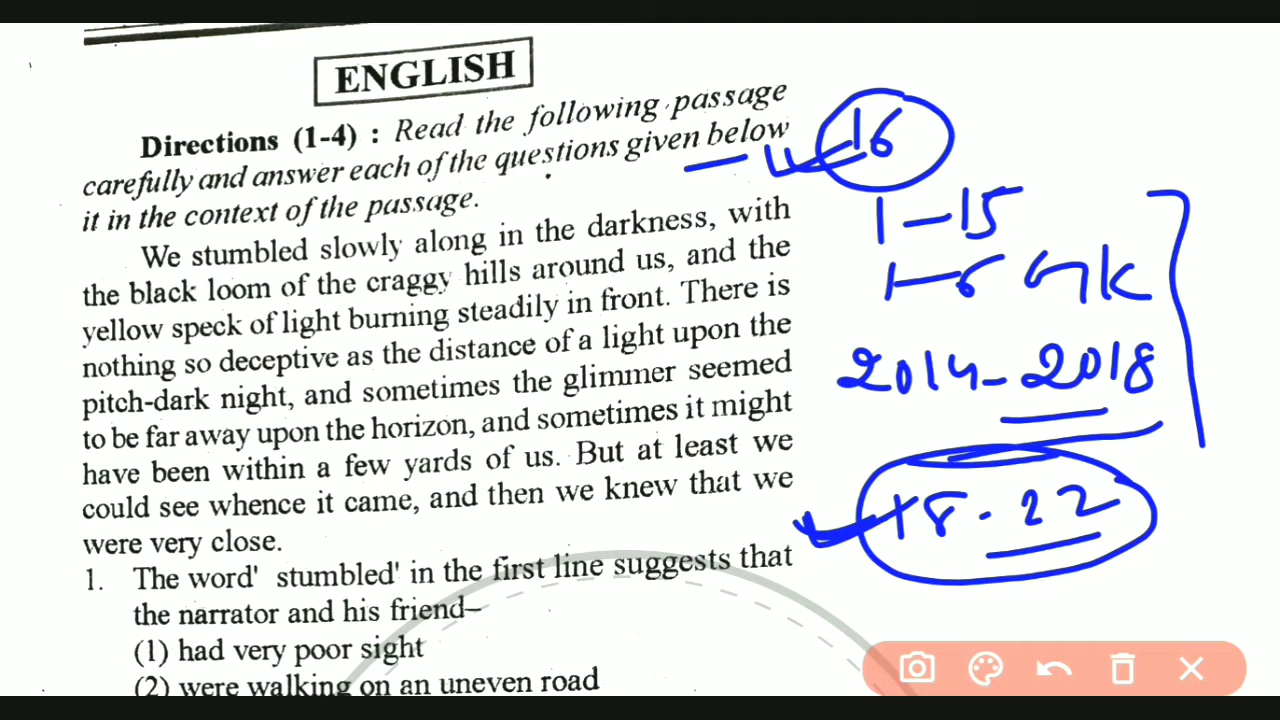 ENGLISH
Directions (1-4) : Read the following passage
carefully and answer each of the questions given below
it in the context of the passage.
We stumbled slowly along in the darkness, with
the black loom of the craggy hills around us, and the
yellow speck of light burning steadily in front. There is
nothing so deceptive as the distance of a light upon the
pitch-dark night, and sometimes the glimmer seemed
to be far away upon the horizon, and sometimes it might
have been within a few yards of us. But at least we
could see whence it came, and then we knew that we
were very close.
1. The word' stumbled' in the first line suggests that
the narrator and his friend–
(1) had very poor sight
(2) were walking on an uneven road
16
1 – 15
1 – 6 GK
2014 - 2018
18 - 22